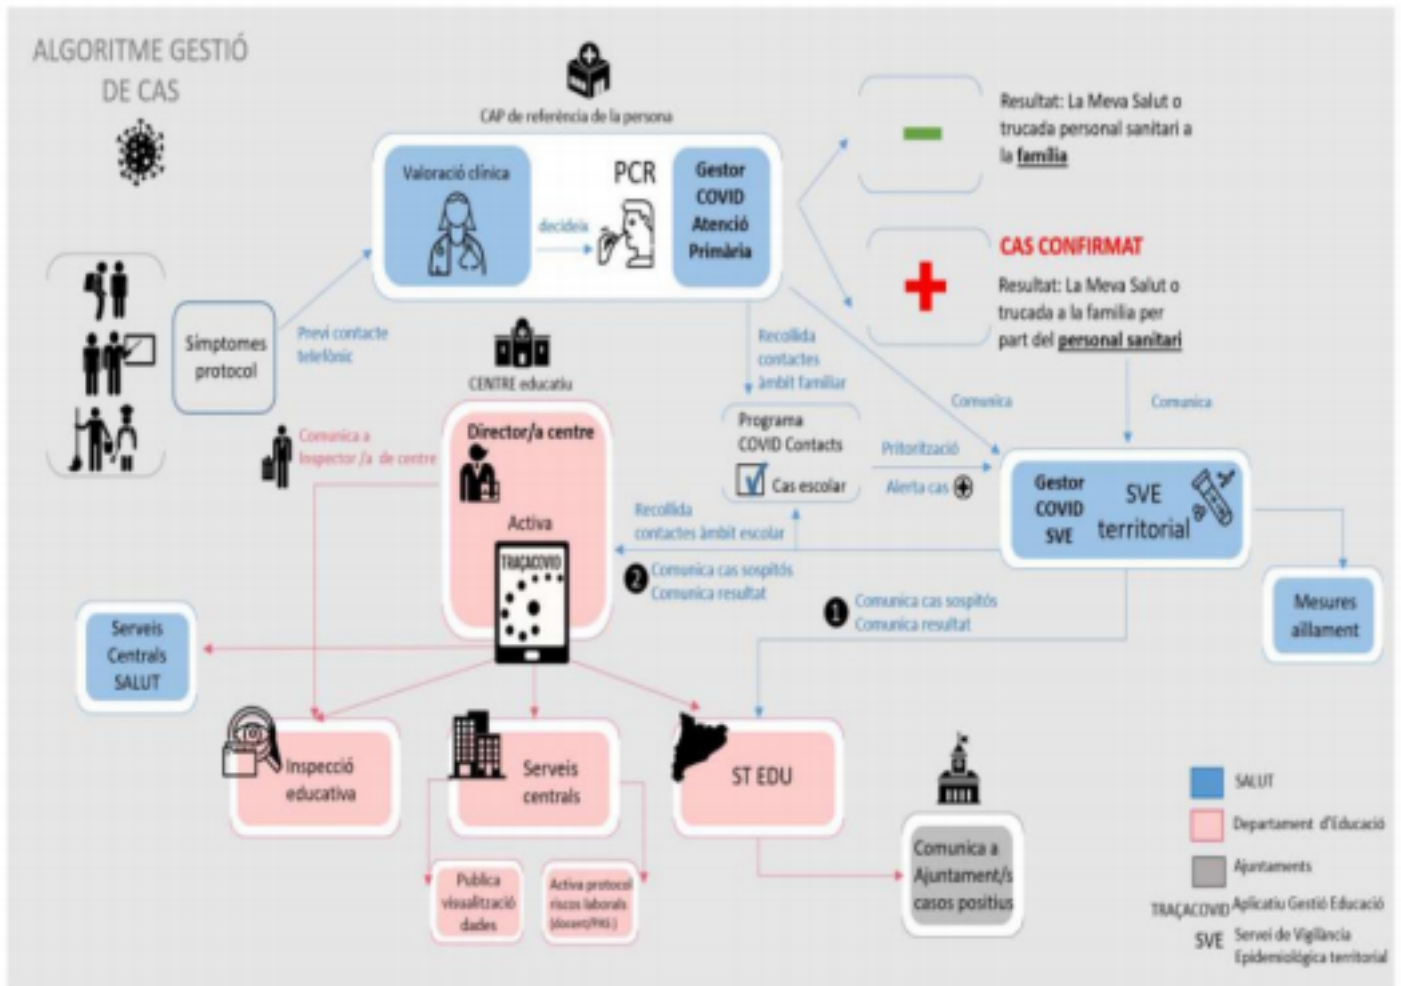 ALGORITME GESTIÓ
DE CAS
CAP de referència de la persona
Valoració clínica
decideix
PCR
Gestor
COVID
Atenció
Primària
Resultat: La Meva Salut o
trucada personal sanitari a
la família
CAS CONFIRMAT
Resultat: La Meva Salut o
trucada a la familia per
part del personal sanitari
Símptomes
protocol
Previ contacte
telefònic
CENTRE educatiu
Recollida
contactes
àmbit familiar
Comunica
Comunica
Comunica a
Inspector /a de centre
Director/a centre
Activa
TRAÇACOVID
Programa
COVID Contacts
Cas escolar
Pritorització
Alerta cas
Gestor
COVID
SVE
SVE
territorial
Recollida
contactes àmbit escolar
2 Comunica cas sospitós
Comunica resultat
1 Comunica cas sospitós
Comunica resultat
Mesures
aïllament
Serveis
Centrals
SALUT
Inspecció
educativa
Serveis
centrals
ST EDU
Publica
visualització
dades
Activa protocol
riscos laborals
(docent/PAS )
Comunica a
Ajuntament/s
casos positius
SALUT
Departament d'Educació
Ajuntaments
TRAÇACOVID Aplicatiu Gestió Educació
SVE Servei de Vigilància
Epidemiològica territorial